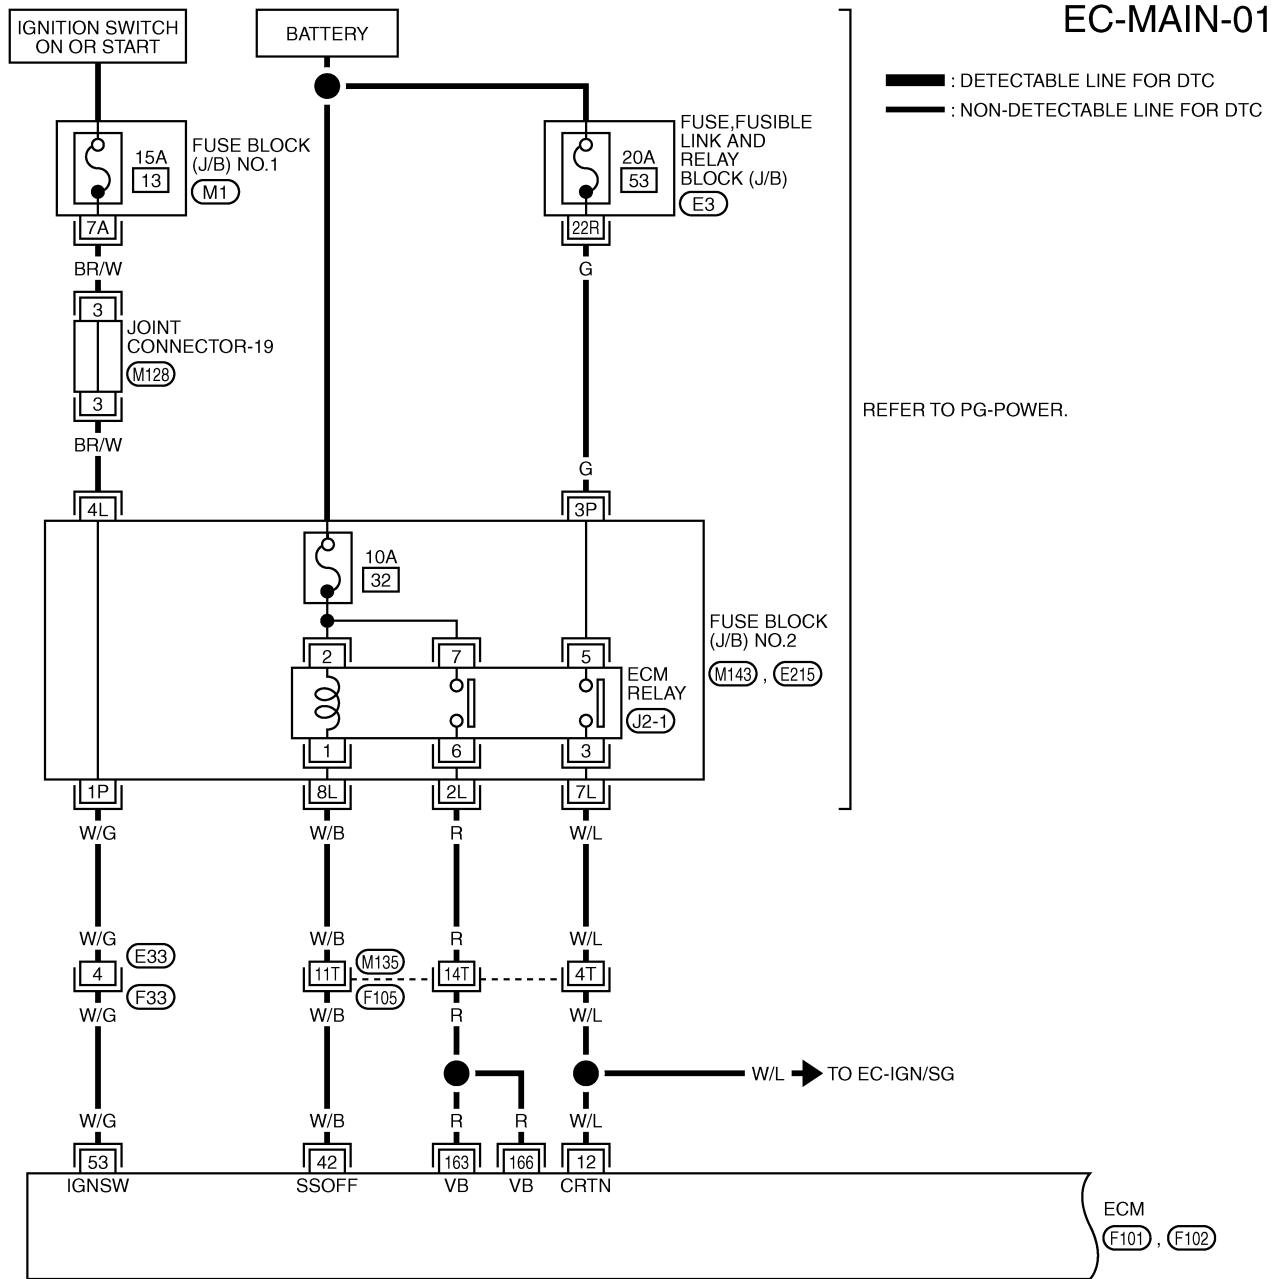 EC-MAIN-01
IGNITION SWITCH
ON OR START
BATTERY
: DETECTABLE LINE FOR DTC
: NON-DETECTABLE LINE FOR DTC
15A
13
FUSE BLOCK
(J/B) NO.1
M1
20A
53
FUSE,FUSIBLE
LINK AND
RELAY
BLOCK (J/B)
E3
7A
22R
BR/W
G
3
JOINT
CONNECTOR-19
M128
3
REFER TO PG-POWER.
BR/W
G
4L
3P
10A
32
FUSE BLOCK
(J/B) NO.2
M143 , E215
2
7
5
ECM
RELAY
J2-1
1
6
3
1P
8L
2L
7L
W/G
W/B
R
W/L
W/G
W/B
R
W/L
E33
M135
4
11T
14T
4T
F33
F105
W/G
W/B
R
W/L
W/L
TO EC-IGN/SG
W/G
W/B
R
R
W/L
53
42
163
166
12
IGNSW
SSOFF
VB
VB
CRTN
ECM
F101 , F102